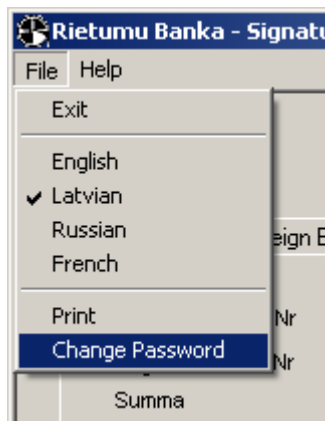 Rietumu Banka - Signatu
File Help
Exit
English
Latvian
Russian
French
eign E
Print
Nr
Change Password
Nr
Summa